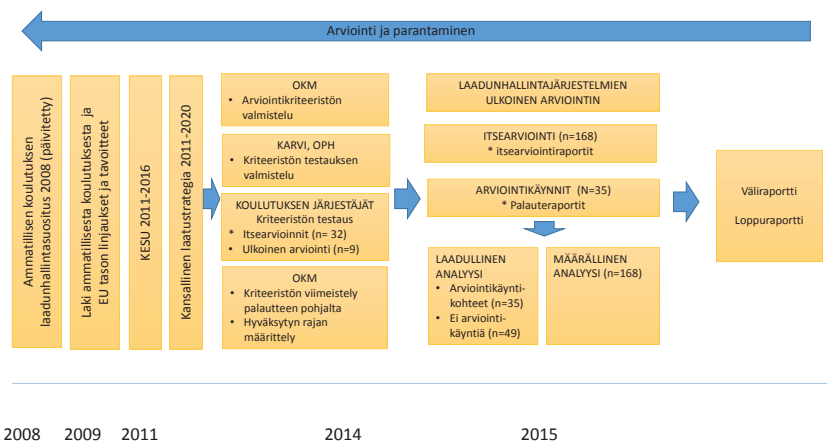 Arviointi ja parantaminen
Ammatillisen koulutuksen
laadunhallintasuositus 2008 (päivitetty)
Laki ammatillisesta koulutuksesta ja
EU tason linjaukset ja tavoitteet
KESU 2011-2016
Kansallinen laatustrategia 2011-2020
OKM
• Arviointikriteeristön
valmistelu
KARVI, OPH
• Kriteeristön testauksen
valmistelu
KOULUTUKSEN JÄRJESTÄJÄT
Kriteeristön testaus
* Itsearvioinnit (n= 32)
• Ulkoinen arviointi (n=9)
OKM
• Kriteeristön viimeistely
palautteen pohjalta
• Hyväksytyn rajan
määrittely
LAADUNHALLINTAJÄRJESTELMIEN
ULKOINEN ARVIOINTIN
ITSEARVIOINTI (n=168)
* itsearviointiraportit
ARVIOINTIKÄYNNIT (N=35)
* Palauteraportit
LAADULLINEN
ANALYYSI
• Arviointikäynti-
kohteet (n=35)
• Ei arviointi-
käyntiä (n=49)
MÄÄRÄLLINEN
ANALYYSI (n=168)
Väliraportti
Loppuraportti
2008
2009
2011
2014
2015